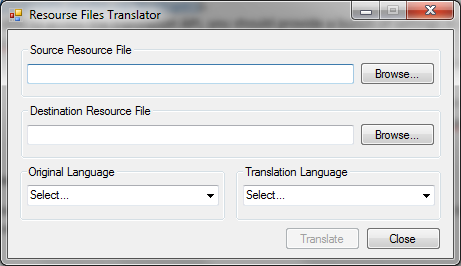 Resourse Files Translator
Source Resource File
Browse...
Destination Resource File
Browse...
Original Language
Translation Language
Select...
Select...
Translate
Close